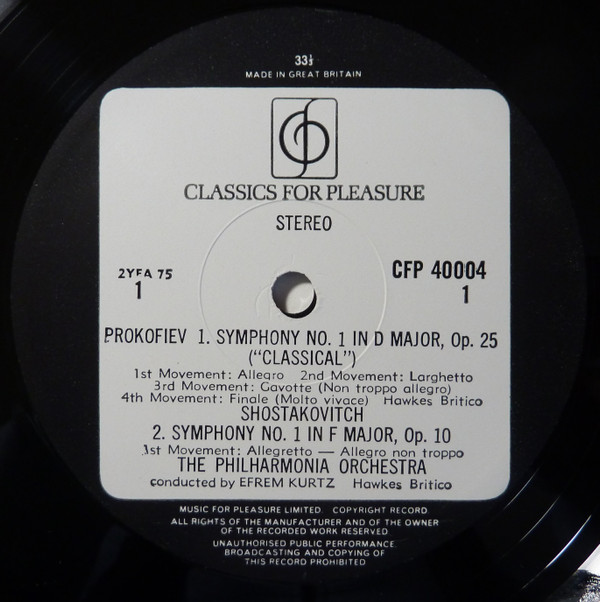 33⅓
MADE IN GREAT BRITAIN
CLASSICS FOR PLEASURE
STEREO
2YEA 75
1
CFP 40004
1
PROKOFIEV 1. SYMPHONY NO. 1 IN D MAJOR, Op. 25
("CLASSICAL")
1st Movement: Allegro 2nd Movement: Larghetto
3rd Movement: Gavotte (Non troppo allegro)
4th Movement: Finale (Molto vivace) Hawkes Britico
SHOSTAKOVITCH
2. SYMPHONY NO. 1 IN F MAJOR, Op. 10
1st Movement: Allegretto — Allegro non troppo
THE PHILHARMONIA ORCHESTRA
conducted by EFREM KURTZ Hawkes Britico
MUSIC FOR PLEASURE LIMITED. COPYRIGHT RECORD.
ALL RIGHTS OF THE MANUFACTURER AND OF THE OWNER
OF THE RECORDED WORK RESERVED
UNAUTHORISED PUBLIC PERFORMANCE.
BROADCASTING AND COPYING OF
THIS RECORD PROHIBITED